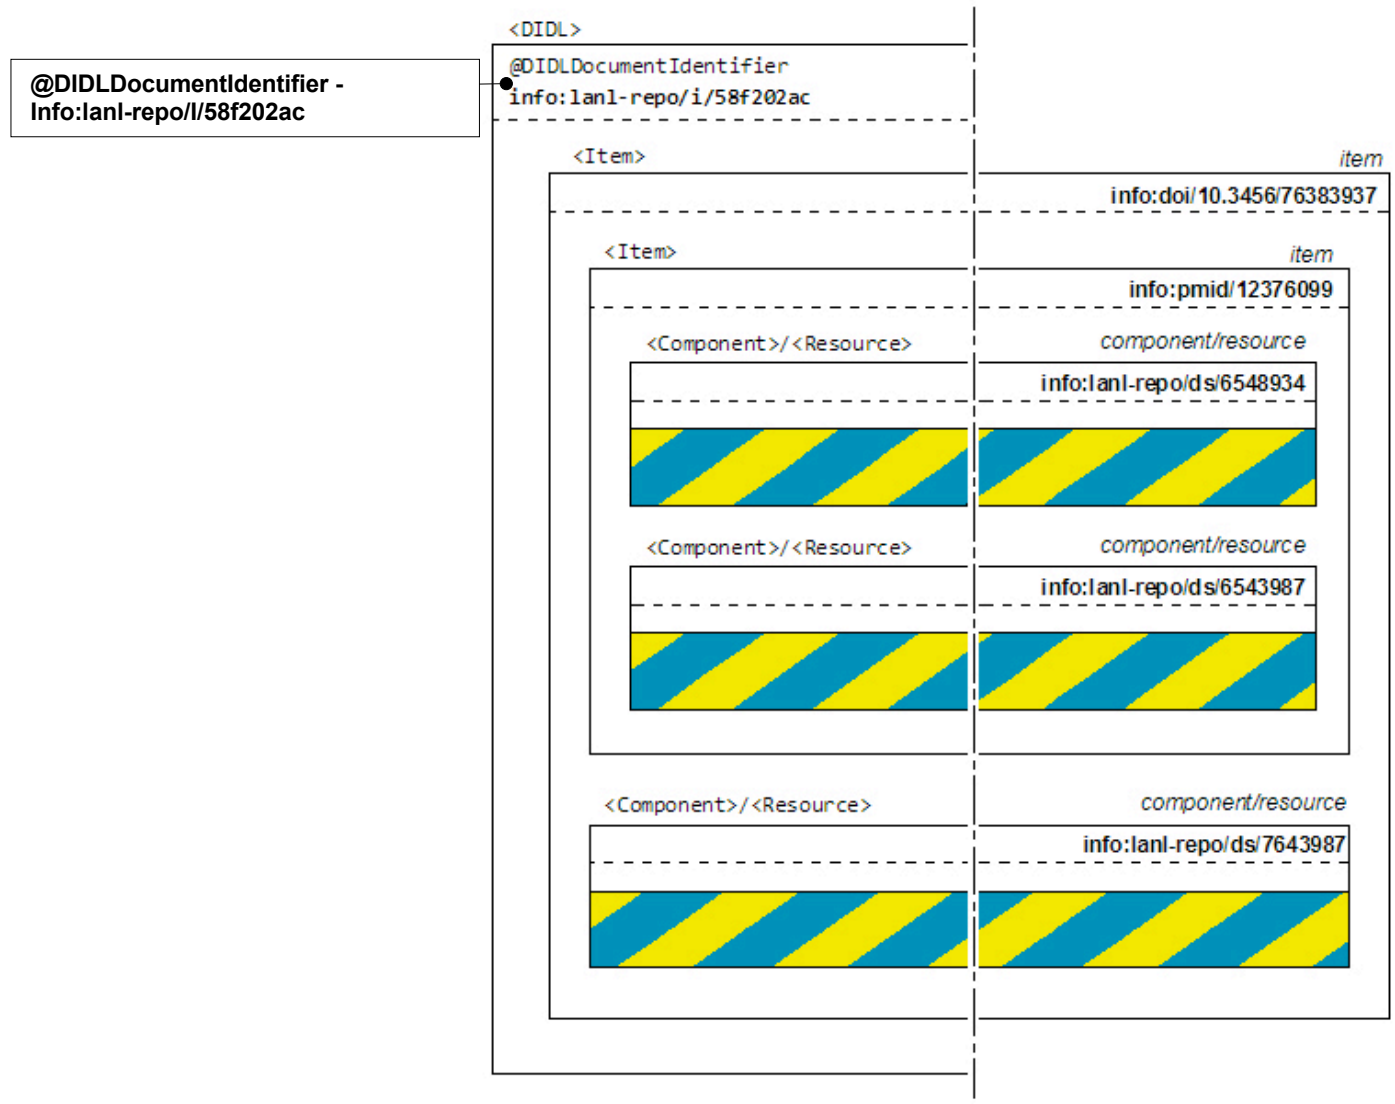 <DIDL>
@DIDLDocumentIdentifier -
Info:lanl-repo/I/58f202ac
@DIDLDocumentIdentifier
info:lanl-repo/i/58f202ac
<Item>
item
info:doi/10.3456/76383937
<Item>
item
info:pmid/12376099
<Component>/<Resource>
component/resource
info:lanl-repo/ds/6548934
<Component>/<Resource>
component/resource
info:lanl-repo/ds/6543987
<Component>/<Resource>
component/resource
info:lanl-repo/ds/7643987